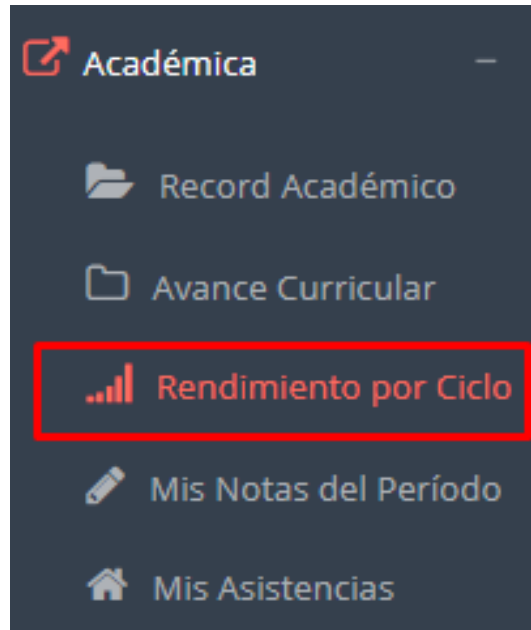 Académica
Record Académico
Avance Curricular
Rendimiento por Ciclo
Mis Notas del Período
Mis Asistencias